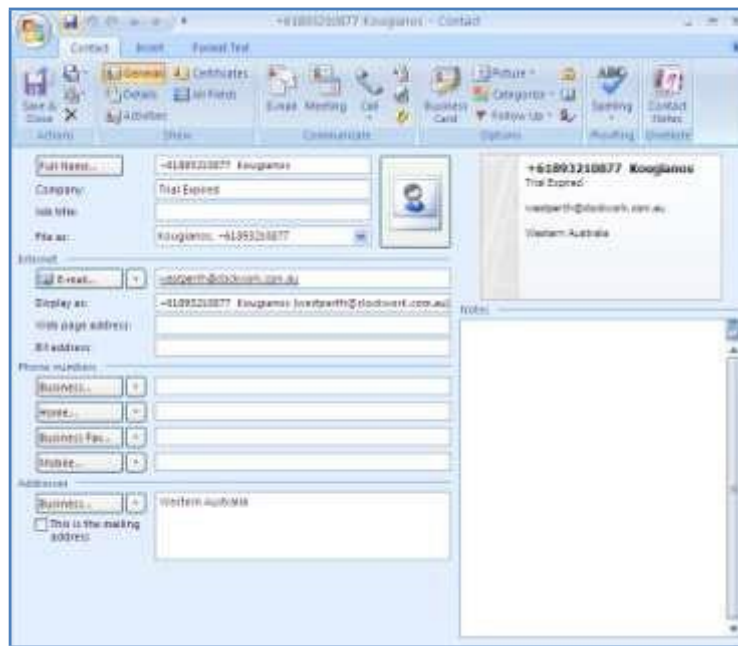 +61893210877 Kougianos - Contact
Contact Insert Format Text
Save & Close
General Certificates
Details All Fields
Activities
E-mail Meeting Call
Business Card
Picture
Categorize
Follow Up
Spelling
Contact Notes
Actions Show Communicate Options Proofing OneNote
Full Name... +61893210877 Kougianos
Company: Trial Expired
Job title:
File as: Kougianos, +61893210877
Internet
E-mail... westperth@clockwork.com.au
Display as: +61893210877 Kougianos (westperth@clockwork.com.au)
Web page address:
IM address:
Phone numbers
Business...
Home...
Business Fax...
Mobile...
Addresses
Business... Western Australia
This is the mailing address
+61893210877 Kougianos
Trial Expired
westperth@clockwork.com.au
Western Australia
Notes